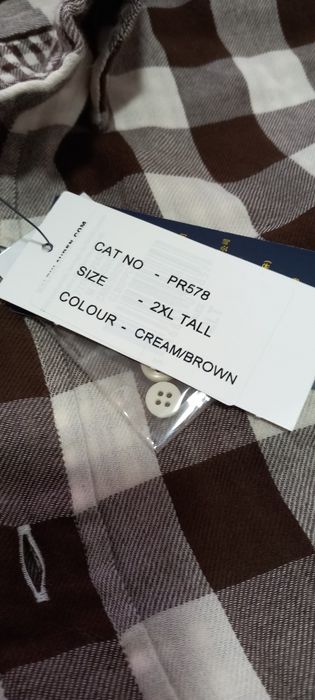 CAT NO - PR578
SIZE - 2XL TALL
COLOUR - CREAM/BROWN